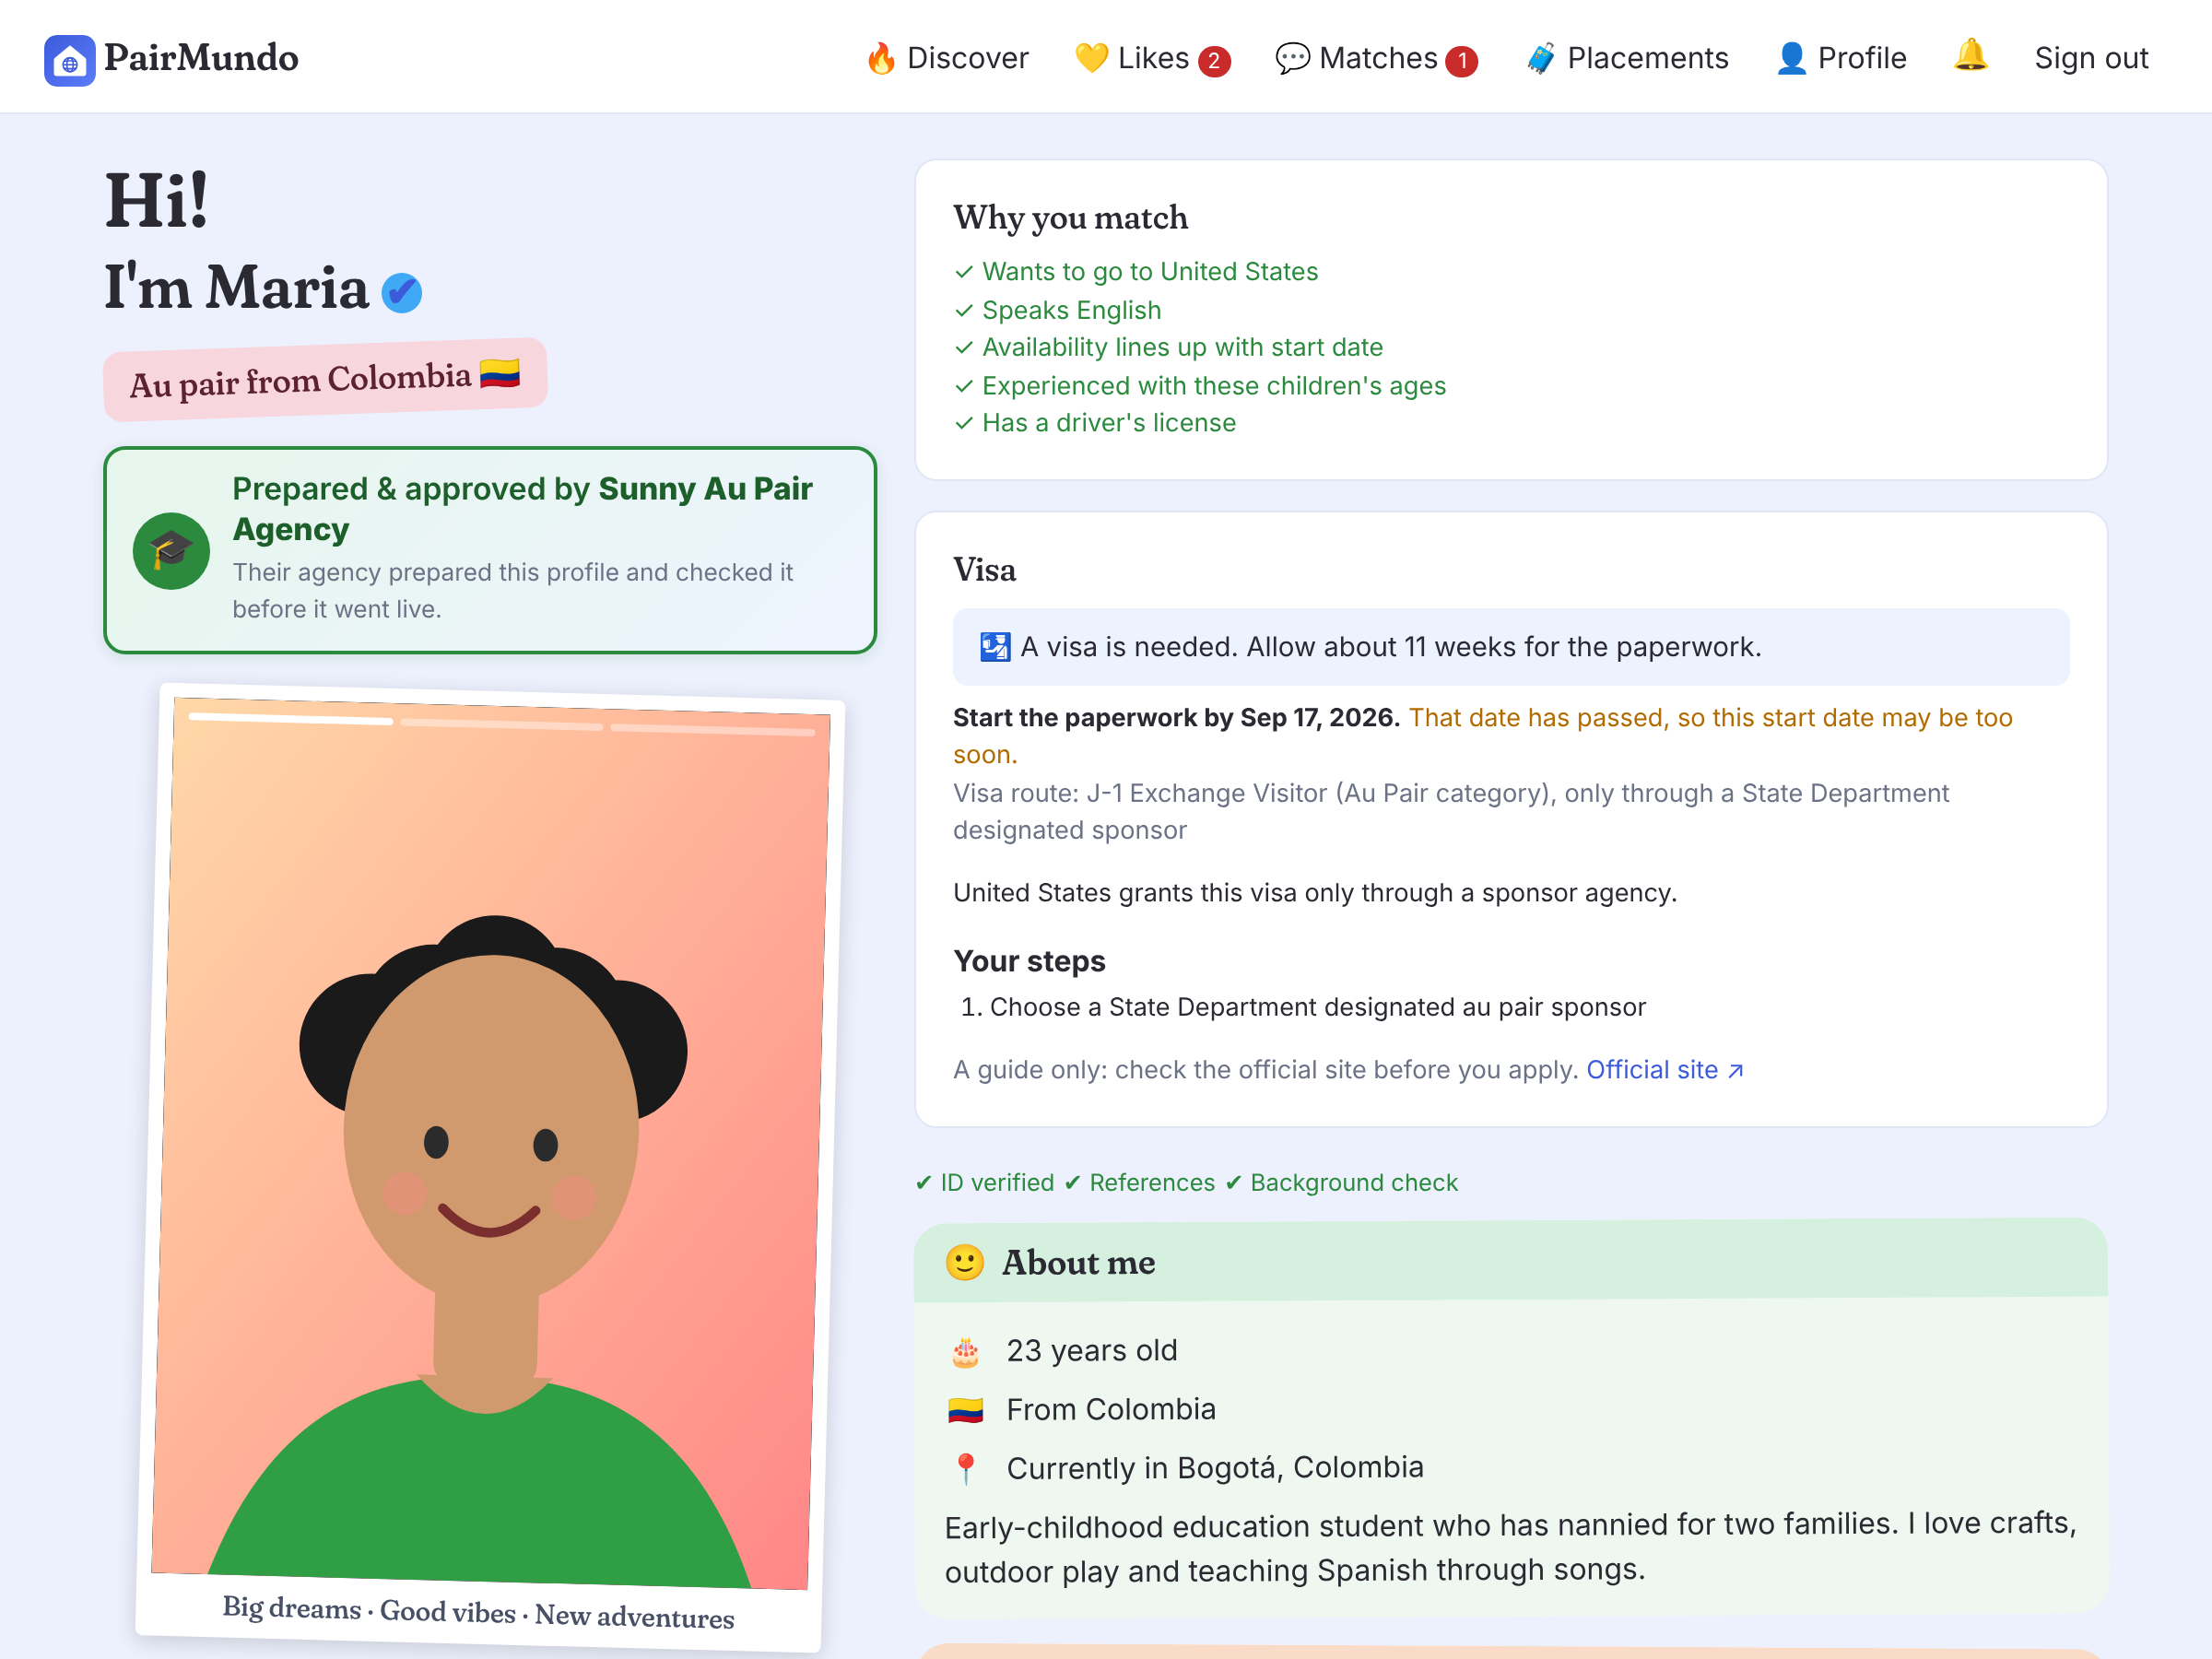 PairMundo
🔥 Discover
💛 Likes 2
💬 Matches 1
🧳 Placements
👤 Profile
🔔
Sign out
Hi!
I'm Maria ✔
Au pair from Colombia 🇨🇴
🎓 Prepared & approved by Sunny Au Pair
Agency
Their agency prepared this profile and checked it
before it went live.
Big dreams · Good vibes · New adventures
Why you match
✓ Wants to go to United States
✓ Speaks English
✓ Availability lines up with start date
✓ Experienced with these children's ages
✓ Has a driver's license
Visa
🛂 A visa is needed. Allow about 11 weeks for the paperwork.
Start the paperwork by Sep 17, 2026. That date has passed, so this start date may be too
soon.
Visa route: J-1 Exchange Visitor (Au Pair category), only through a State Department
designated sponsor
United States grants this visa only through a sponsor agency.
Your steps
1. Choose a State Department designated au pair sponsor
A guide only: check the official site before you apply. Official site ↗
✔ ID verified ✔ References ✔ Background check
🙂 About me
🎂 23 years old
🇨🇴 From Colombia
📍 Currently in Bogotá, Colombia
Early-childhood education student who has nannied for two families. I love crafts,
outdoor play and teaching Spanish through songs.